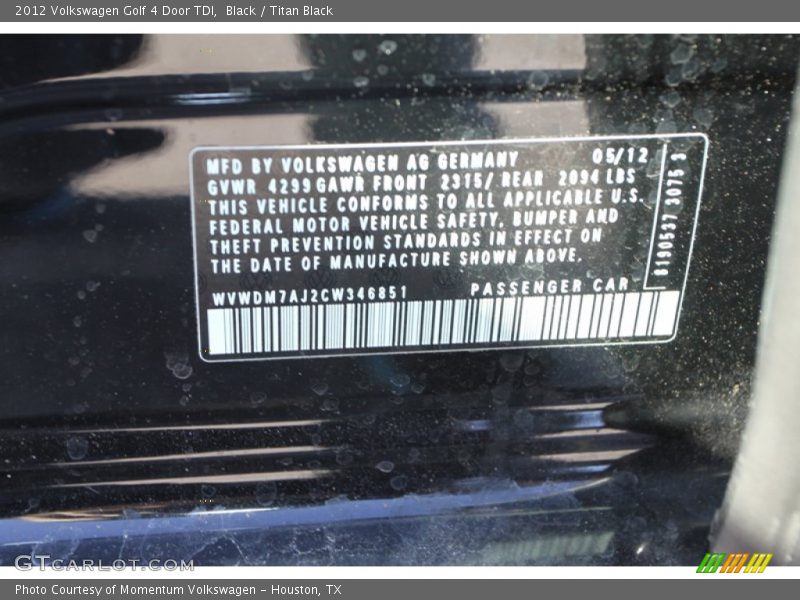 2012 Volkswagen Golf 4 Door TDI,  Black / Titan Black
MFD BY VOLKSWAGEN AG GERMANY 05/12
GVWR 4299 GAWR FRONT 2315/ REAR 2094 LBS
THIS VEHICLE CONFORMS TO ALL APPLICABLE U.S.
FEDERAL MOTOR VEHICLE SAFETY, BUMPER AND
THEFT PREVENTION STANDARDS IN EFFECT ON
THE DATE OF MANUFACTURE SHOWN ABOVE.
8190537 3075 3
WVWDM7AJ2CW346851 PASSENGER CAR
GTCARLOT.COM
Photo Courtesy of Momentum Volkswagen - Houston, TX